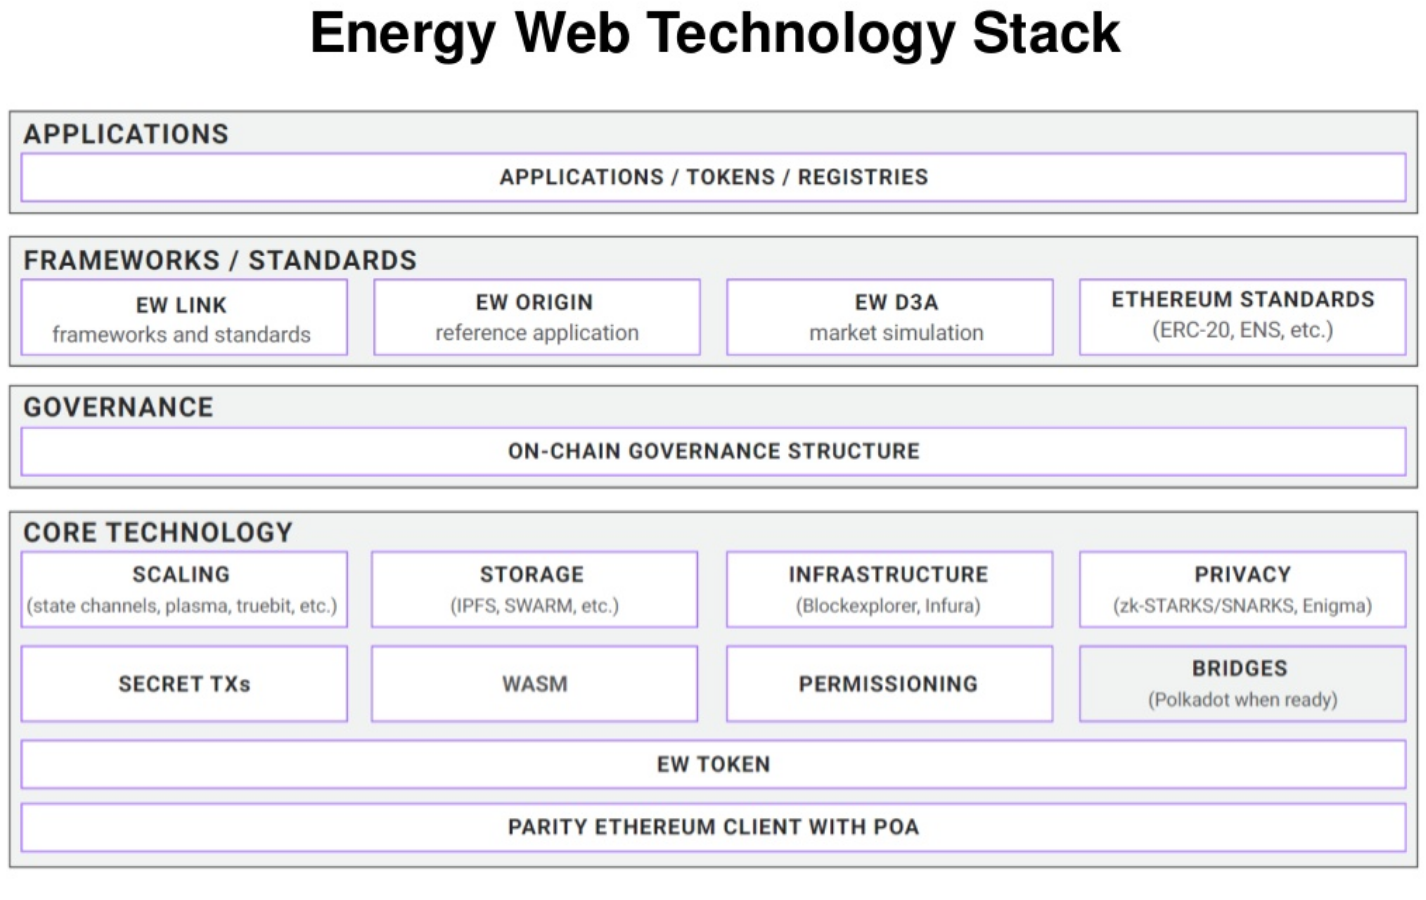 Energy Web Technology Stack
APPLICATIONS
APPLICATIONS / TOKENS / REGISTRIES
FRAMEWORKS / STANDARDS
EW LINK
frameworks and standards
EW ORIGIN
reference application
EW D3A
market simulation
ETHEREUM STANDARDS
(ERC-20, ENS, etc.)
GOVERNANCE
ON-CHAIN GOVERNANCE STRUCTURE
CORE TECHNOLOGY
SCALING
(state channels, plasma, truebit, etc.)
STORAGE
(IPFS, SWARM, etc.)
INFRASTRUCTURE
(Blockexplorer, Infura)
PRIVACY
(zk-STARKS/SNARKS, Enigma)
SECRET TXs
WASM
PERMISSIONING
BRIDGES
(Polkadot when ready)
EW TOKEN
PARITY ETHEREUM CLIENT WITH POA